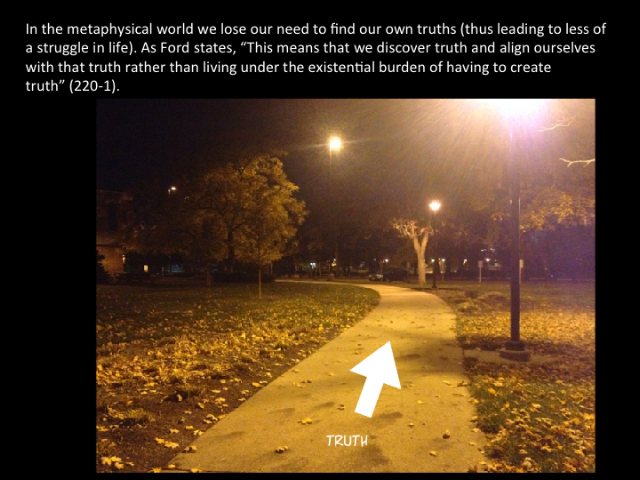 In the metaphysical world we lose our need to find our own truths (thus leading to less of
a struggle in life). As Ford states, “This means that we discover truth and align ourselves
with that truth rather than living under the existential burden of having to create
truth” (220-1).
TRUTH